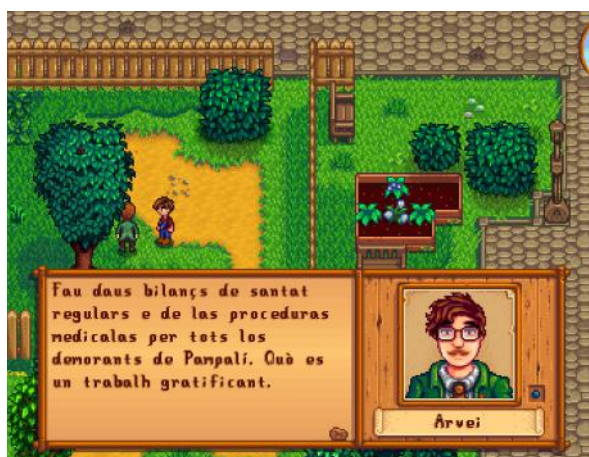 Fau daus bilançs de santat
regulars e de las proceduras
medicalas per tots los
demorants de Pampalí. Quò es
un trabalh gratificant.
Arvei